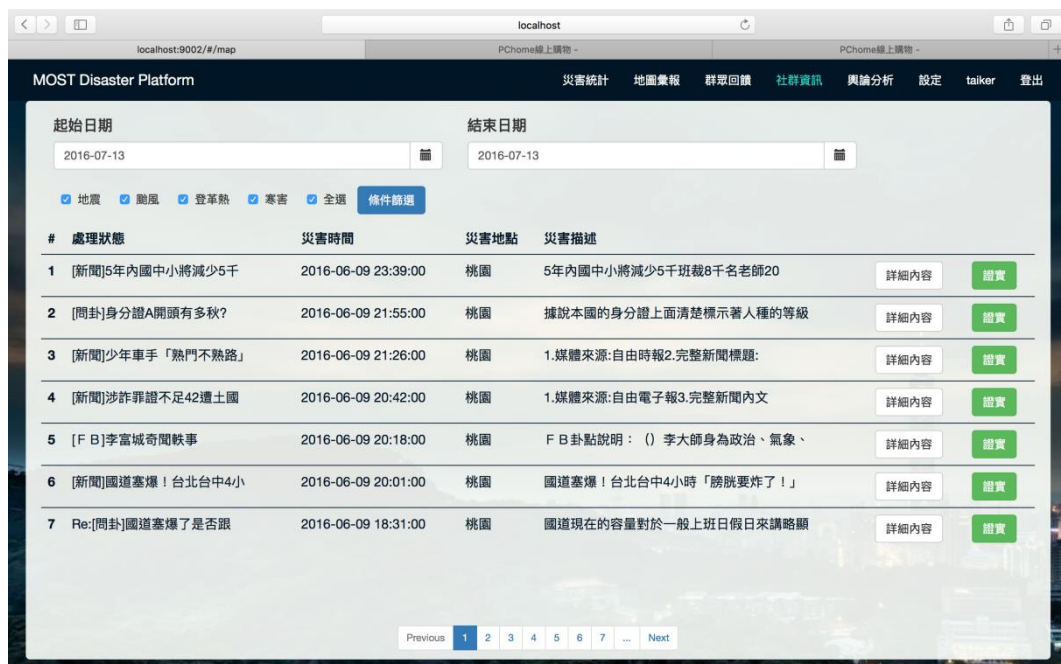 localhost
localhost:9002/#/map
PChome線上購物 -
PChome線上購物 -
MOST Disaster Platform 災害統計 地圖彙報 群眾回饋 社群資訊 輿論分析 設定 taiker 登出
起始日期 結束日期
2016-07-13 2016-07-13
地震 颱風 登革熱 寒害 全選 條件篩選
# 處理狀態 災害時間 災害地點 災害描述
1 [新聞]5年內國中小將減少5千 2016-06-09 23:39:00 桃園 5年內國中小將減少5千班裁8千名老師20 詳細內容 證實
2 [問卦]身分證A開頭有多秋? 2016-06-09 21:55:00 桃園 據說本國的身分證上面清楚標示著人種的等級 詳細內容 證實
3 [新聞]少年車手「熟門不熟路」 2016-06-09 21:26:00 桃園 1.媒體來源:自由時報2.完整新聞標題: 詳細內容 證實
4 [新聞]涉詐罪證不足42遭土國 2016-06-09 20:42:00 桃園 1.媒體來源:自由電子報3.完整新聞內文 詳細內容 證實
5 [ＦＢ]李富城奇聞軼事 2016-06-09 20:18:00 桃園 ＦＢ卦點說明：（）李大師身為政治、氣象、 詳細內容 證實
6 [新聞]國道塞爆！台北台中4小 2016-06-09 20:01:00 桃園 國道塞爆！台北台中4小時「膀胱要炸了！」 詳細內容 證實
7 Re:[問卦]國道塞爆了是否跟 2016-06-09 18:31:00 桃園 國道現在的容量對於一般上班日假日來講略顯 詳細內容 證實
Previous 1 2 3 4 5 6 7 ... Next